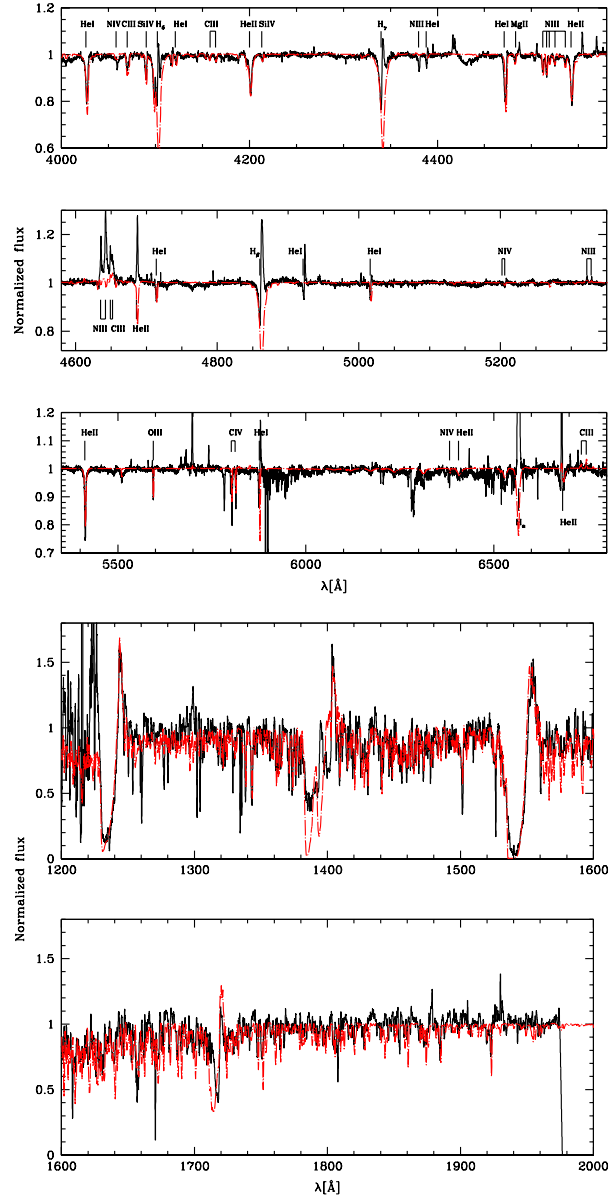 HeI NIV CIII SiIV Hδ HeI CIII HeII SiIV Hγ NIII HeI HeI MgII NIII HeII
1.2
1
0.8
0.6
4000 4200 4400
HeI Hβ HeI HeI NIV NIII
1.2
1
0.8
NIII CIII HeII
4600 4800 5000 5200
Normalized flux
HeII OIII CIV HeI NIV HeII CIII
1.2
1.1
1
0.9
0.8
0.7
Hα HeII
5500 6000 6500
λ[Å]
1.5
1
0.5
0
1200 1300 1400 1500 1600
Normalized flux
1.5
1
0.5
0
1600 1700 1800 1900 2000
λ[Å]